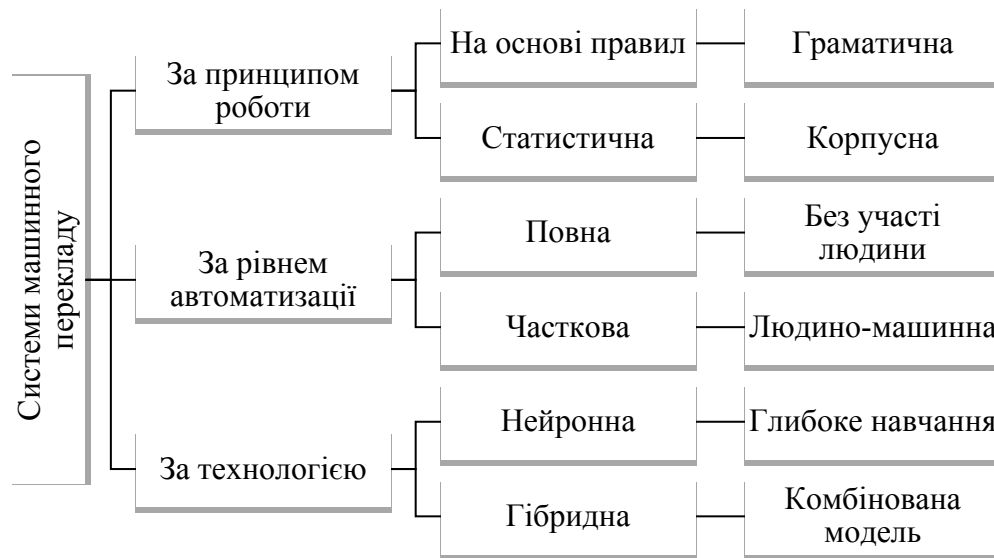 Системи машинного
перекладу
За принципом
роботи
На основі правил
Граматична
Статистична
Корпусна
За рівнем
автоматизації
Повна
Без участі
людини
Часткова
Людино-машинна
За технологією
Нейронна
Глибоке навчання
Гібридна
Комбінована
модель